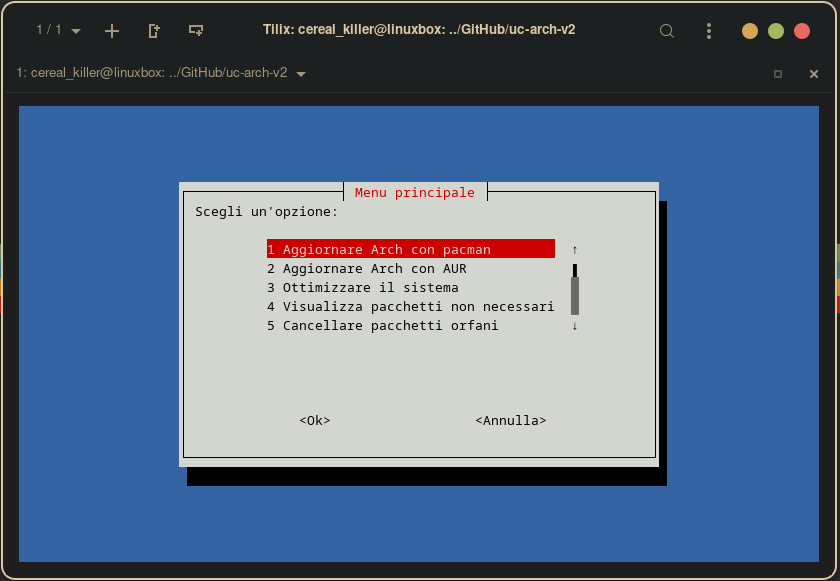 1 / 1
Tilix: cereal_killer@linuxbox: ../GitHub/uc-arch-v2
1: cereal_killer@linuxbox: ../GitHub/uc-arch-v2
Menu principale
Scegli un'opzione:
1 Aggiornare Arch con pacman ↑
2 Aggiornare Arch con AUR
3 Ottimizzare il sistema
4 Visualizza pacchetti non necessari
5 Cancellare pacchetti orfani ↓
<Ok> <Annulla>